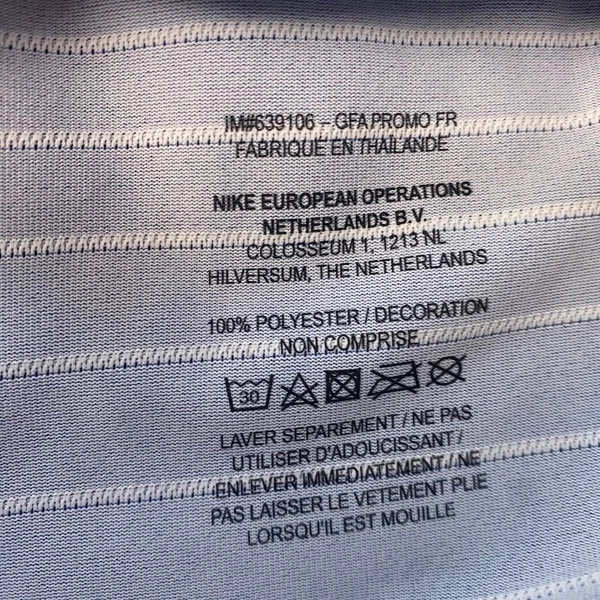 IM#639106 – GFA PROMO FR
FABRIQUE EN THAILANDE
NIKE EUROPEAN OPERATIONS
NETHERLANDS B.V.
COLOSSEUM 1, 1213 NL
HILVERSUM, THE NETHERLANDS
100% POLYESTER / DECORATION
NON COMPRISE
30
LAVER SEPAREMENT / NE PAS
UTILISER D'ADOUCISSANT /
ENLEVER IMMEDIATEMENT / NE
PAS LAISSER LE VETEMENT PLIE
LORSQU'IL EST MOUILLE